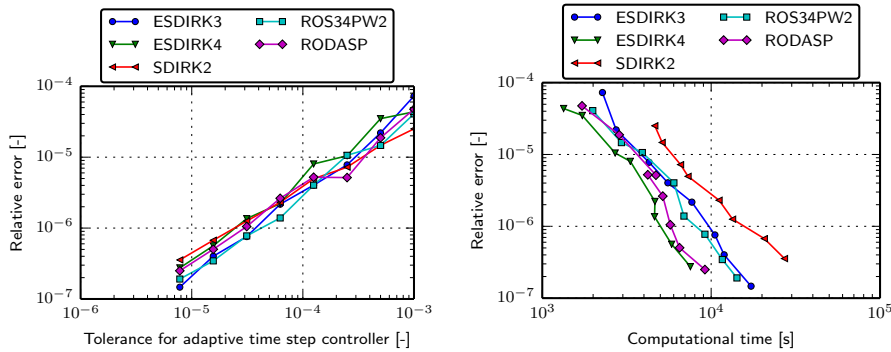 ESDIRK3
ESDIRK4
SDIRK2
ROS34PW2
RODASP
10^-4
10^-5
10^-6
10^-7
Relative error [-]
10^-6
10^-5
10^-4
10^-3
Tolerance for adaptive time step controller [-]
ESDIRK3
ESDIRK4
SDIRK2
ROS34PW2
RODASP
10^-4
10^-5
10^-6
10^-7
Relative error [-]
10^3
10^4
10^5
Computational time [s]